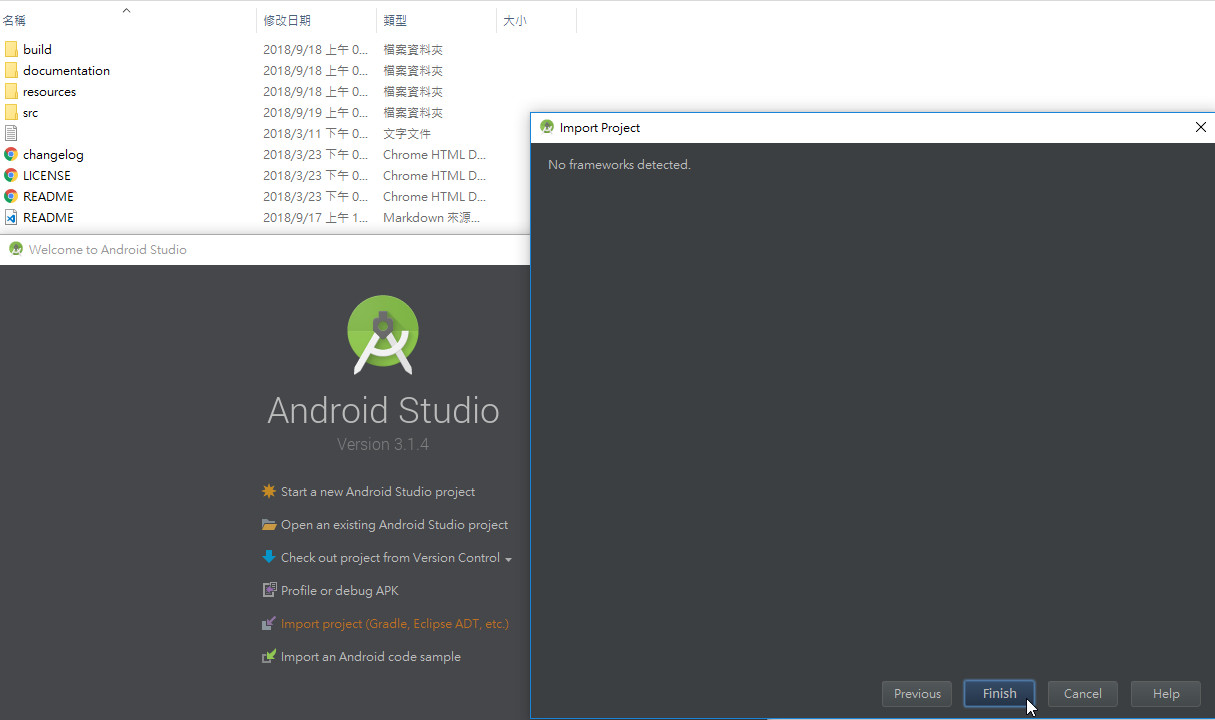 名稱 修改日期 類型 大小
build 2018/9/18 上午 0... 檔案資料夾
documentation 2018/9/18 上午 0... 檔案資料夾
resources 2018/9/18 上午 0... 檔案資料夾
src 2018/9/19 上午 0... 檔案資料夾
2018/3/11 下午 0... 文字文件
changelog 2018/3/23 下午 0... Chrome HTML D...
LICENSE 2018/3/23 下午 0... Chrome HTML D...
README 2018/3/23 下午 0... Chrome HTML D...
README 2018/9/17 上午 1... Markdown 來源...
Welcome to Android Studio
Android Studio
Version 3.1.4
Start a new Android Studio project
Open an existing Android Studio project
Check out project from Version Control
Profile or debug APK
Import project (Gradle, Eclipse ADT, etc.)
Import an Android code sample
Import Project
No frameworks detected.
Previous Finish Cancel Help